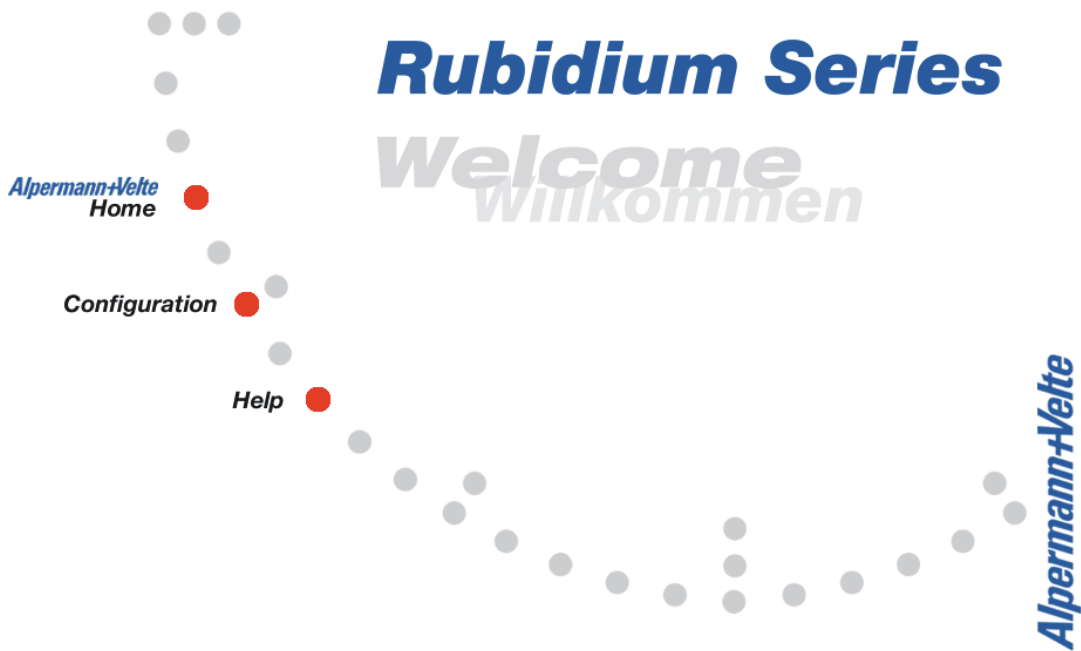 Rubidium Series
Welcome
Willkommen
Alpermann+Velte
Home
Configuration
Help
Alpermann+Velte